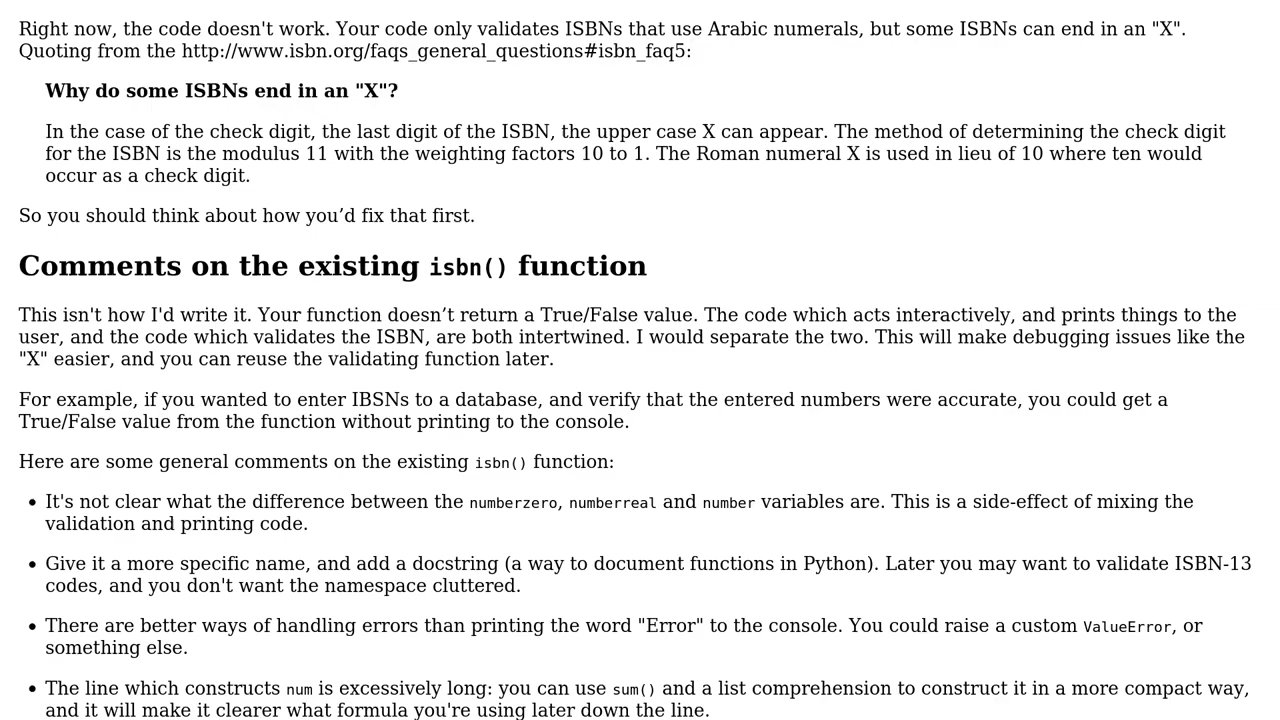 Right now, the code doesn't work. Your code only validates ISBNs that use Arabic numerals, but some ISBNs can end in an "X".
Quoting from the http://www.isbn.org/faqs_general_questions#isbn_faq5:
Why do some ISBNs end in an "X"?
In the case of the check digit, the last digit of the ISBN, the upper case X can appear. The method of determining the check digit
for the ISBN is the modulus 11 with the weighting factors 10 to 1. The Roman numeral X is used in lieu of 10 where ten would
occur as a check digit.
So you should think about how you’d fix that first.
Comments on the existing isbn() function
This isn't how I'd write it. Your function doesn’t return a True/False value. The code which acts interactively, and prints things to the
user, and the code which validates the ISBN, are both intertwined. I would separate the two. This will make debugging issues like the
"X" easier, and you can reuse the validating function later.
For example, if you wanted to enter IBSNs to a database, and verify that the entered numbers were accurate, you could get a
True/False value from the function without printing to the console.
Here are some general comments on the existing isbn() function:
• It's not clear what the difference between the numberzero, numberreal and number variables are. This is a side-effect of mixing the
validation and printing code.
• Give it a more specific name, and add a docstring (a way to document functions in Python). Later you may want to validate ISBN-13
codes, and you don't want the namespace cluttered.
• There are better ways of handling errors than printing the word "Error" to the console. You could raise a custom ValueError, or
something else.
• The line which constructs num is excessively long: you can use sum() and a list comprehension to construct it in a more compact way,
and it will make it clearer what formula you're using later down the line.